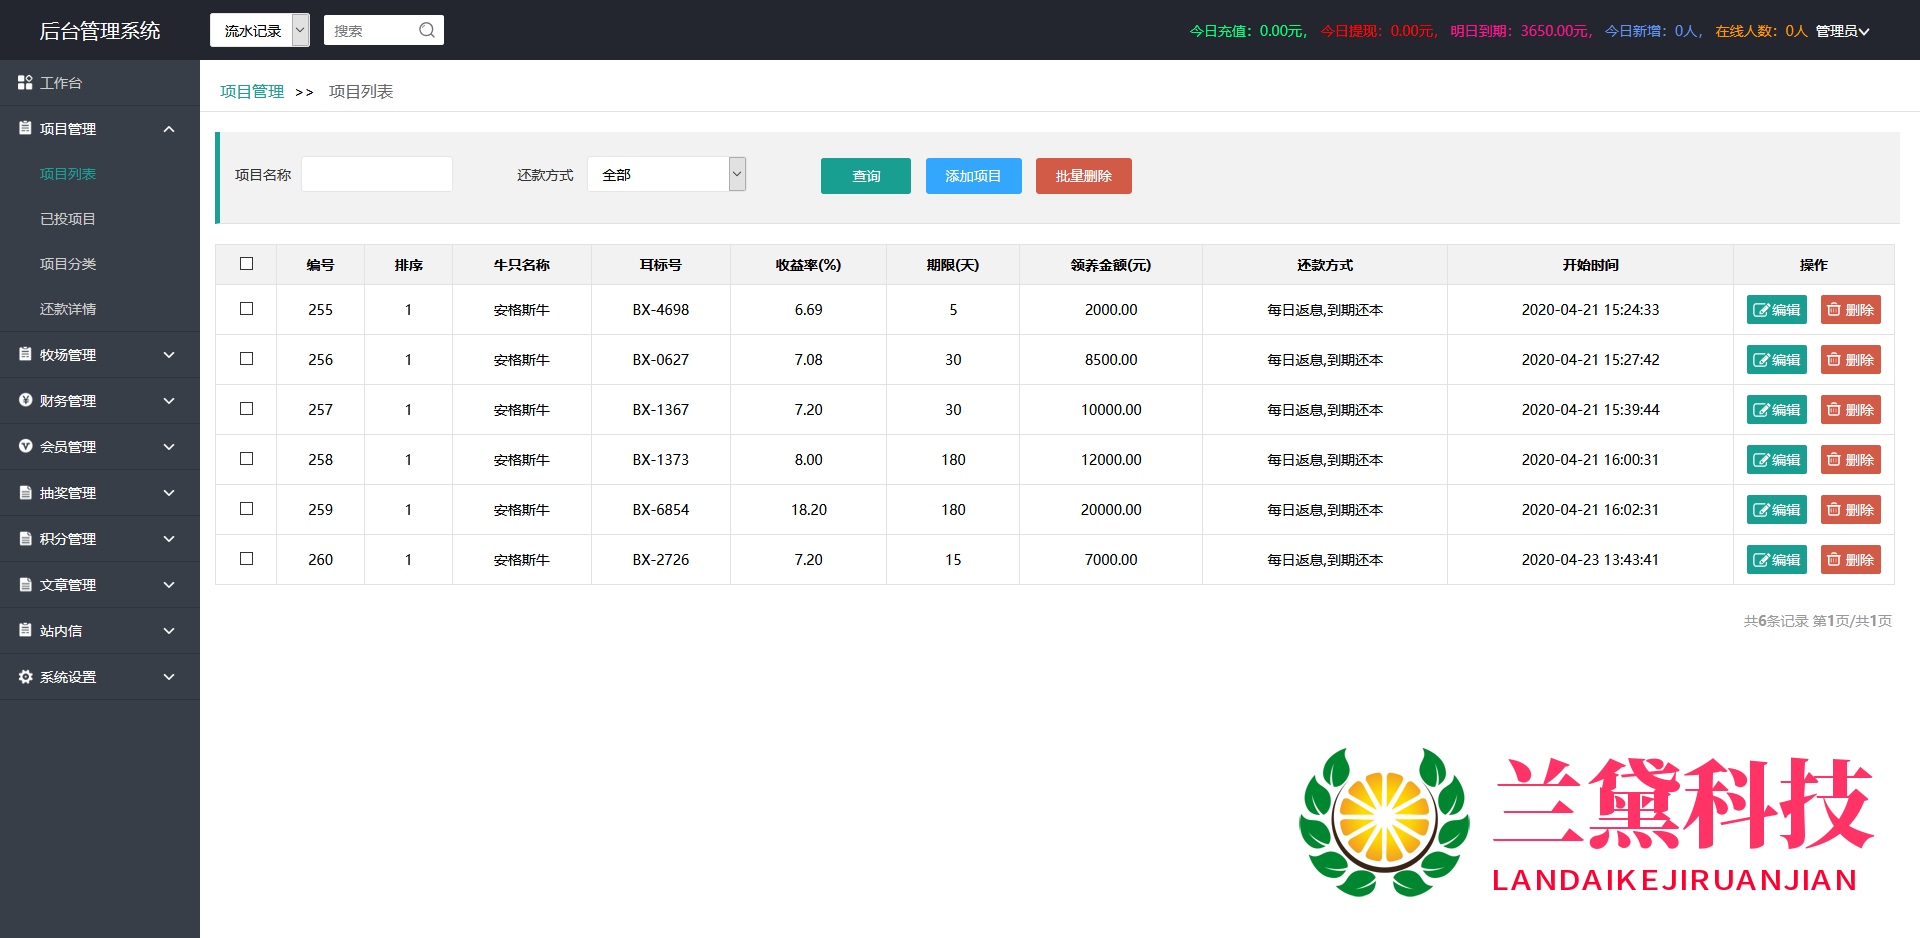 后台管理系统 流水记录 搜索 今日充值：0.00元， 今日提现：0.00元， 明日到期：3650.00元， 今日新增：0人， 在线人数：0人 管理员
工作台
项目管理
项目列表
已投项目
项目分类
还款详情
牧场管理
财务管理
会员管理
抽奖管理
积分管理
文章管理
站内信
系统设置
项目管理 >> 项目列表
项目名称 还款方式 全部 查询 添加项目 批量删除
编号 排序 牛只名称 耳标号 收益率(%) 期限(天) 领养金额(元) 还款方式 开始时间 操作
255 1 安格斯牛 BX-4698 6.69 5 2000.00 每日返息,到期还本 2020-04-21 15:24:33 编辑 删除
256 1 安格斯牛 BX-0627 7.08 30 8500.00 每日返息,到期还本 2020-04-21 15:27:42 编辑 删除
257 1 安格斯牛 BX-1367 7.20 30 10000.00 每日返息,到期还本 2020-04-21 15:39:44 编辑 删除
258 1 安格斯牛 BX-1373 8.00 180 12000.00 每日返息,到期还本 2020-04-21 16:00:31 编辑 删除
259 1 安格斯牛 BX-6854 18.20 180 20000.00 每日返息,到期还本 2020-04-21 16:02:31 编辑 删除
260 1 安格斯牛 BX-2726 7.20 15 7000.00 每日返息,到期还本 2020-04-23 13:43:41 编辑 删除
共6条记录 第1页/共1页
兰黛科技
LANDAIKEJIRUANJIAN